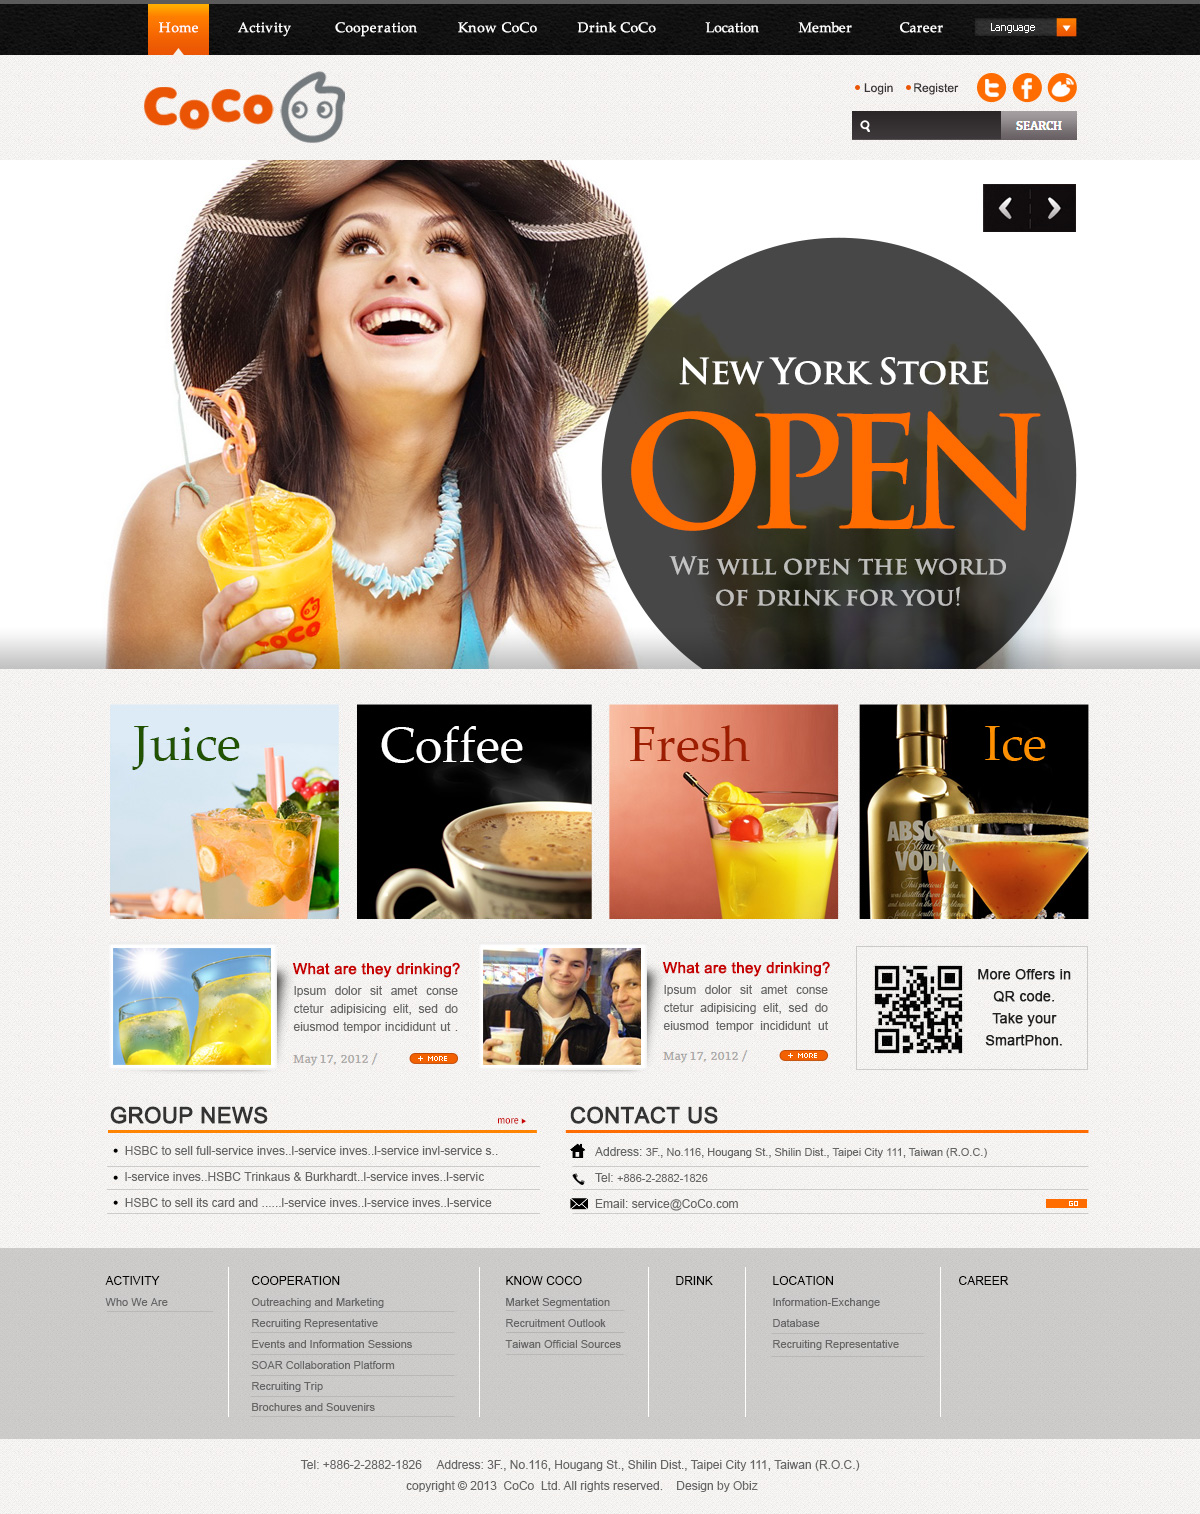 Home Activity Cooperation Know CoCo Drink CoCo Location Member Career Language
CoCo
Login Register
SEARCH
NEW YORK STORE
OPEN
WE WILL OPEN THE WORLD
OF DRINK FOR YOU!
CoCo
Juice
Coffee
Fresh
Ice
ABSOLUT
Bling-
VODKA
What are they drinking?
Ipsum dolor sit amet conse
ctetur adipisicing elit, sed do
eiusmod tempor incididunt ut .
May 17, 2012 /
+ MORE
What are they drinking?
Ipsum dolor sit amet conse
ctetur adipisicing elit, sed do
eiusmod tempor incididunt ut
May 17, 2012 /
+ MORE
More Offers in
QR code.
Take your
SmartPhon.
GROUP NEWS
more
HSBC to sell full-service inves..l-service inves..l-service invl-service s..
l-service inves..HSBC Trinkaus & Burkhardt..l-service inves..l-servic
HSBC to sell its card and ......l-service inves..l-service inves..l-service
CONTACT US
Address: 3F., No.116, Hougang St., Shilin Dist., Taipei City 111, Taiwan (R.O.C.)
Tel: +886-2-2882-1826
Email: service@CoCo.com
GO
ACTIVITY
Who We Are
COOPERATION
Outreaching and Marketing
Recruiting Representative
Events and Information Sessions
SOAR Collaboration Platform
Recruiting Trip
Brochures and Souvenirs
KNOW COCO
Market Segmentation
Recruitment Outlook
Taiwan Official Sources
DRINK
LOCATION
Information-Exchange
Database
Recruiting Representative
CAREER
Tel: +886-2-2882-1826 Address: 3F., No.116, Hougang St., Shilin Dist., Taipei City 111, Taiwan (R.O.C.)
copyright © 2013 CoCo Ltd. All rights reserved. Design by Obiz